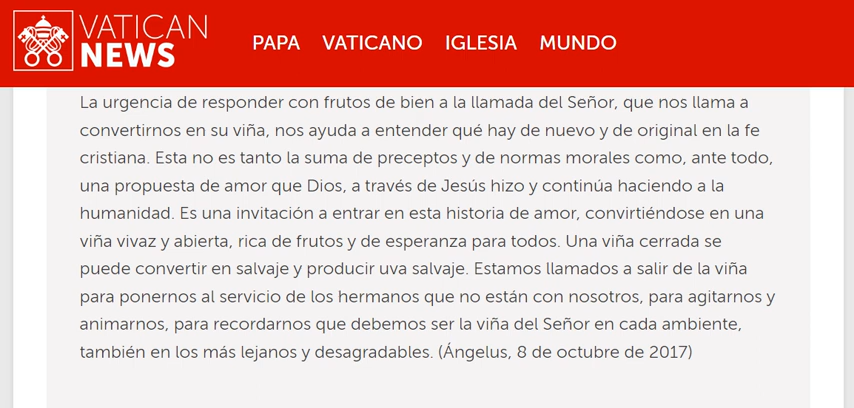 VATICAN
NEWS
PAPA VATICANO IGLESIA MUNDO
La urgencia de responder con frutos de bien a la llamada del Señor, que nos llama a
convertirnos en su viña, nos ayuda a entender qué hay de nuevo y de original en la fe
cristiana. Esta no es tanto la suma de preceptos y de normas morales como, ante todo,
una propuesta de amor que Dios, a través de Jesús hizo y continúa haciendo a la
humanidad. Es una invitación a entrar en esta historia de amor, convirtiéndose en una
viña vivaz y abierta, rica de frutos y de esperanza para todos. Una viña cerrada se
puede convertir en salvaje y producir uva salvaje. Estamos llamados a salir de la viña
para ponernos al servicio de los hermanos que no están con nosotros, para agitarnos y
animarnos, para recordarnos que debemos ser la viña del Señor en cada ambiente,
también en los más lejanos y desagradables. (Ángelus, 8 de octubre de 2017)